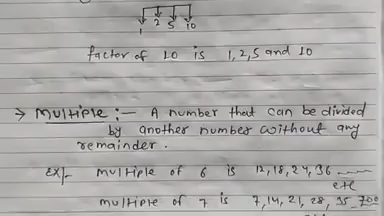 1 2 5 10
factor of 10 is 1,2,5 and 10
→ Multiple :— A number that can be divided
by another number without any
remainder.
EX/- multiple of 6 is 12,18,24,36 ........
etc
multiple of 7 is 7,14,21,28,35